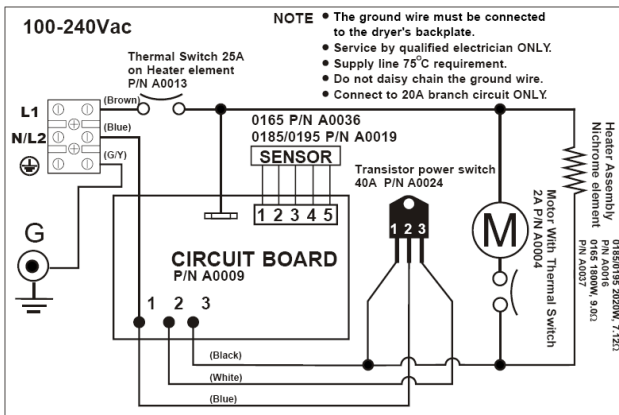 100-240Vac
NOTE • The ground wire must be connected
to the dryer's backplate.
• Service by qualified electrician ONLY.
• Supply line 75°C requirement.
• Do not daisy chain the ground wire.
• Connect to 20A branch circuit ONLY.
Thermal Switch 25A
on Heater element
P/N A0013
L1
(Brown)
N/L2
(Blue)
(G/Y)
G
0165 P/N A0036
0185/0195 P/N A0019
SENSOR
1 2 3 4 5
Transistor power switch
40A P/N A0024
1 2 3
CIRCUIT BOARD
P/N A0009
1 2 3
(Black)
(White)
(Blue)
M
Motor With Thermal Switch
2A P/N A0004
Heater Assembly
Nichrome element
0185/0195 2020W, 7.12Ω
P/N A0016
0165 1800W, 9.0Ω
P/N A0037